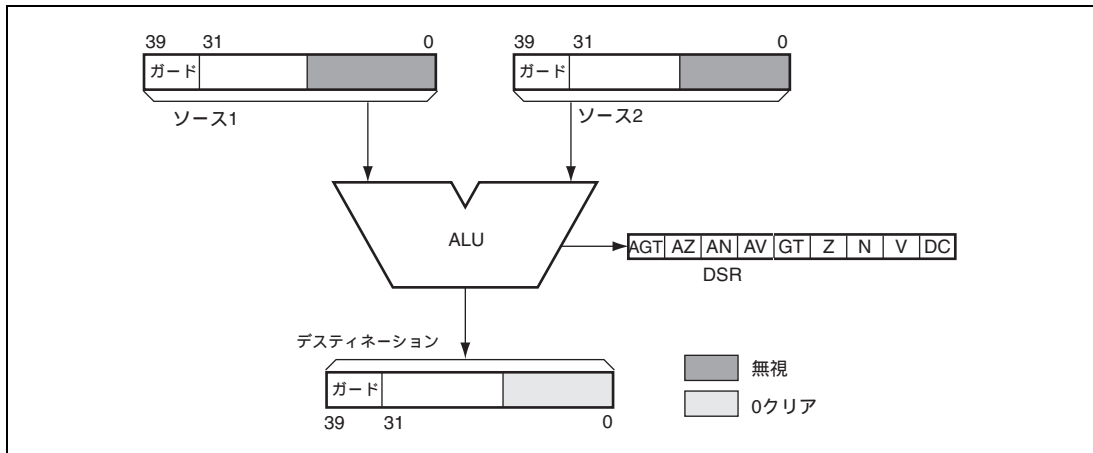 39 31 0 39 31 0
ガード ガード
ソース1 ソース2
ALU
AGT AZ AN AV GT Z N V DC
DSR
デスティネーション
無視
ガード
0クリア
39 31 0